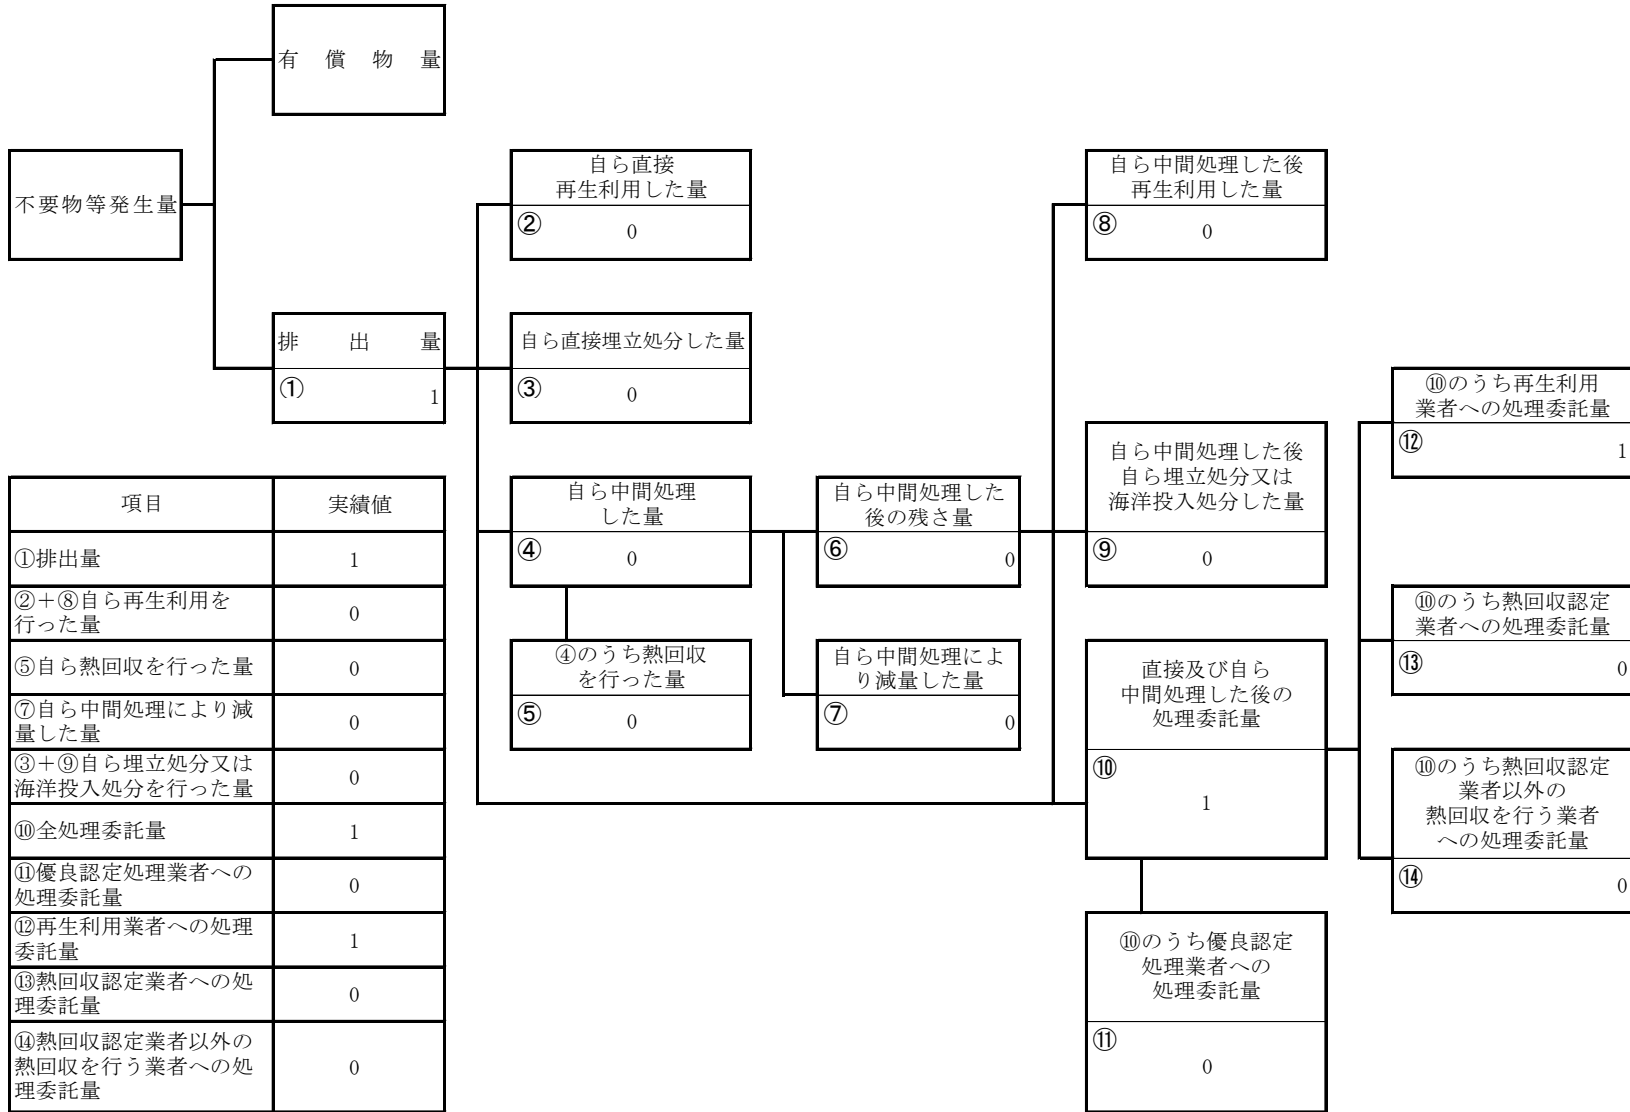 有償物量
不要物等発生量
排出量
① 1
自ら直接
再生利用した量
② 0
自ら直接埋立処分した量
③ 0
自ら中間処理
した量
④ 0
④のうち熱回収
を行った量
⑤ 0
自ら中間処理した
後の残さ量
⑥ 0
自ら中間処理によ
り減量した量
⑦ 0
自ら中間処理した後
再生利用した量
⑧ 0
自ら中間処理した後
自ら埋立処分又は
海洋投入処分した量
⑨ 0
直接及び自ら
中間処理した後の
処理委託量
⑩
1
⑩のうち優良認定
処理業者への
処理委託量
⑪
0
⑩のうち再生利用
業者への処理委託量
⑫ 1
⑩のうち熱回収認定
業者への処理委託量
⑬ 0
⑩のうち熱回収認定
業者以外の
熱回収を行う業者
への処理委託量
⑭ 0
項目 実績値
①排出量 1
②＋⑧自ら再生利用を
行った量 0
⑤自ら熱回収を行った量 0
⑦自ら中間処理により減
量した量 0
③＋⑨自ら埋立処分又は
海洋投入処分を行った量 0
⑩全処理委託量 1
⑪優良認定処理業者への
処理委託量 0
⑫再生利用業者への処理
委託量 1
⑬熱回収認定業者への処
理委託量 0
⑭熱回収認定業者以外の
熱回収を行う業者への処
理委託量 0